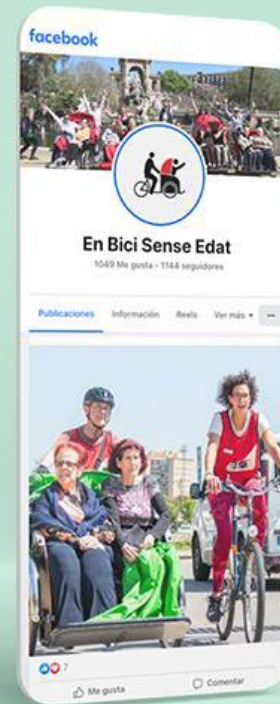 facebook
En Bici Sense Edat
1049 Me gusta - 1144 seguidores
Publicaciones Información Reels Ver más
7
Me gusta Comentar